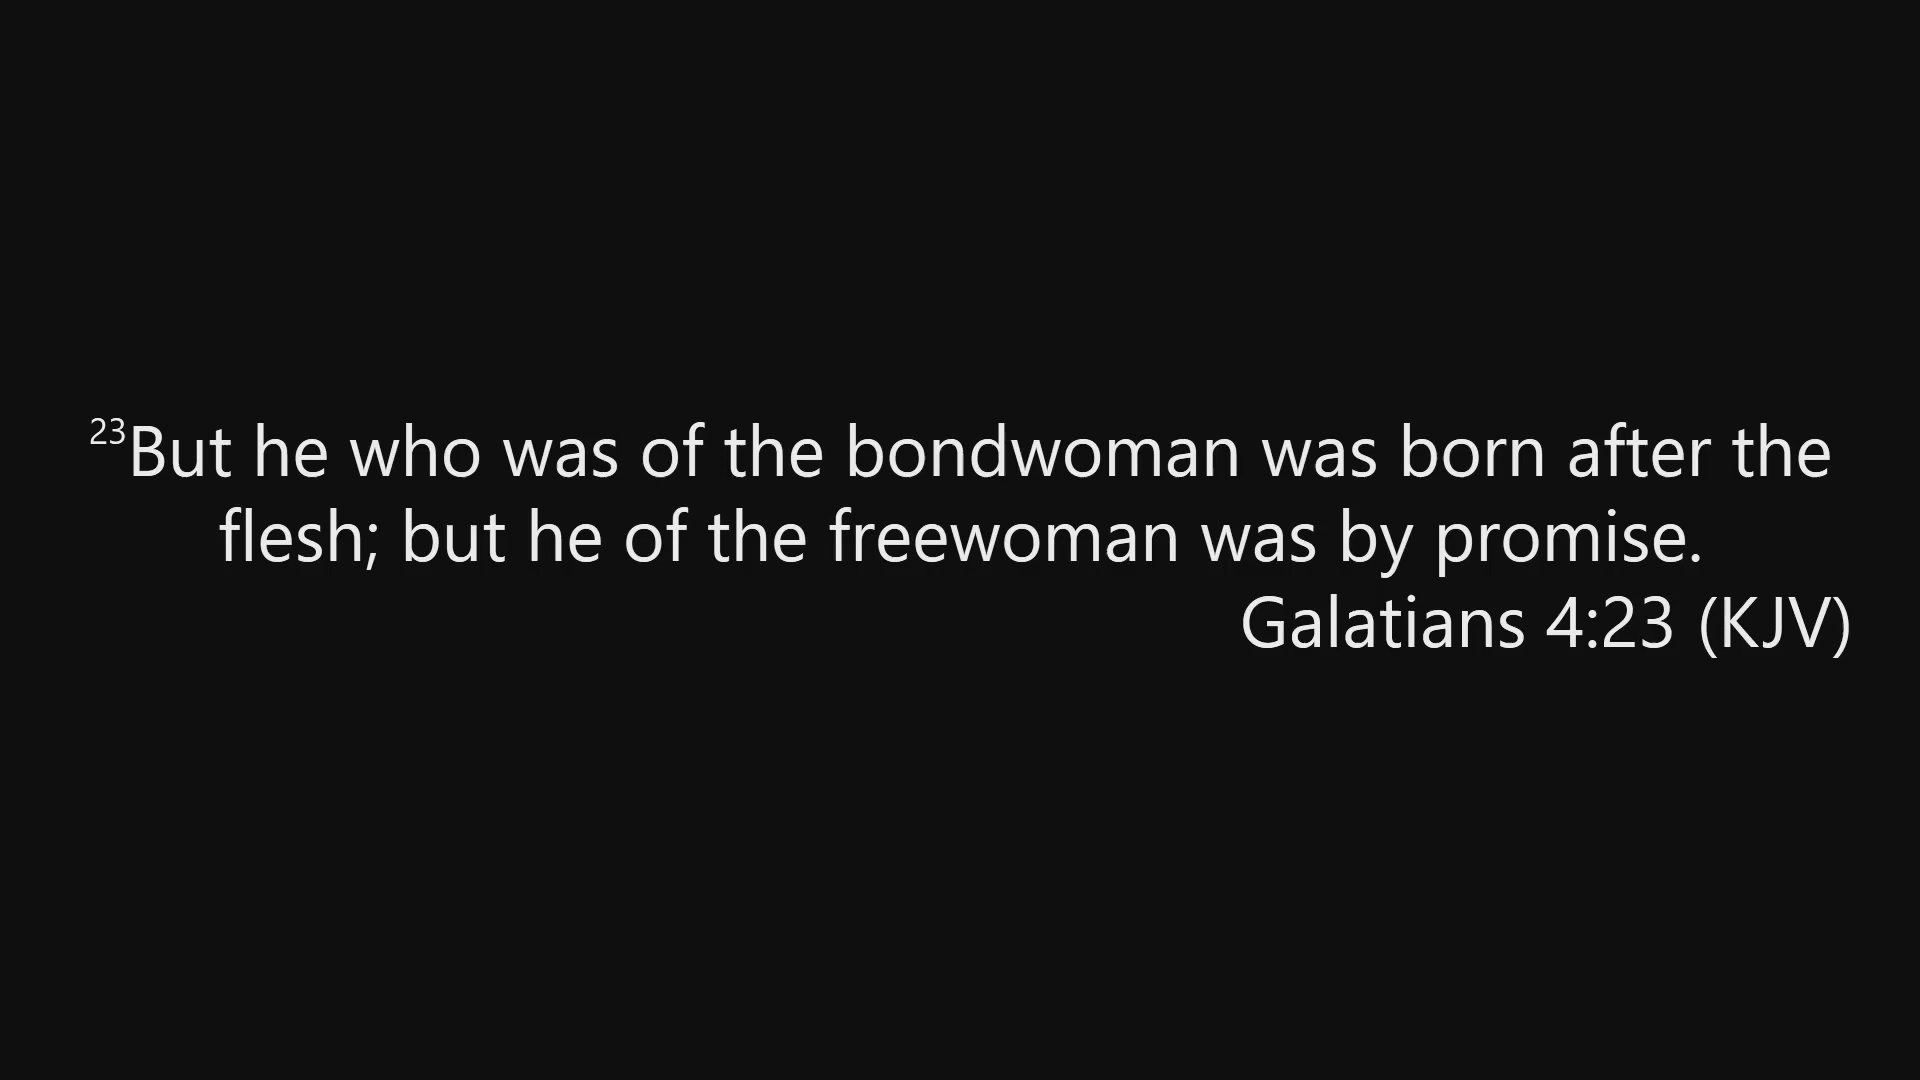 23But he who was of the bondwoman was born after the
flesh; but he of the freewoman was by promise.
Galatians 4:23 (KJV)